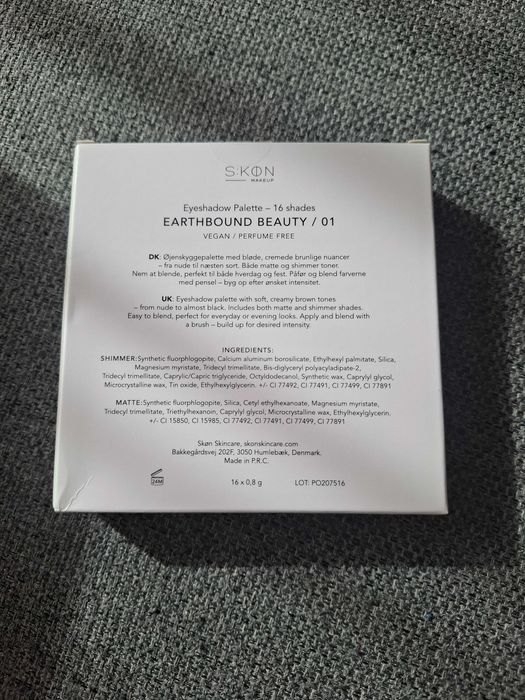 S:KØN
MAKEUP
Eyeshadow Palette – 16 shades
EARTHBOUND BEAUTY / 01
VEGAN / PERFUME FREE
DK: Øjenskyggepalette med bløde, cremede brunlige nuancer
– fra nude til næsten sort. Både matte og shimmer toner.
Nem at blende, perfekt til både hverdag og fest. Påfør og blend farverne
med pensel – byg op efter ønsket intensitet.
UK: Eyeshadow palette with soft, creamy brown tones
– from nude to almost black. Includes both matte and shimmer shades.
Easy to blend, perfect for everyday or evening looks. Apply and blend with
a brush – build up for desired intensity.
INGREDIENTS:
SHIMMER:Synthetic fluorphlogopite, Calcium aluminum borosilicate, Ethylhexyl palmitate, Silica,
Magnesium myristate, Tridecyl trimellitate, Bis-diglyceryl polyacyladipate-2,
Tridecyl trimellitate, Caprylic/Capric triglyceride, Octyldodecanol, Synthetic wax, Caprylyl glycol,
Microcrystalline wax, Tin oxide, Ethylhexylglycerin. +/- CI 77492, CI 77491, CI 77499, CI 77891
MATTE:Synthetic fluorphlogopite, Silica, Cetyl ethylhexanoate, Magnesium myristate,
Tridecyl trimellitate, Triethylhexanoin, Caprylyl glycol, Microcrystalline wax, Ethylhexylglycerin.
+/- CI 15850, CI 15985, CI 77492, CI 77491, CI 77499, CI 77891
Skøn Skincare, skonskincare.com
Bakkegårdsvej 202F, 3050 Humlebæk, Denmark.
Made in P.R.C.
24M
16 x 0,8 g
LOT: PO207516